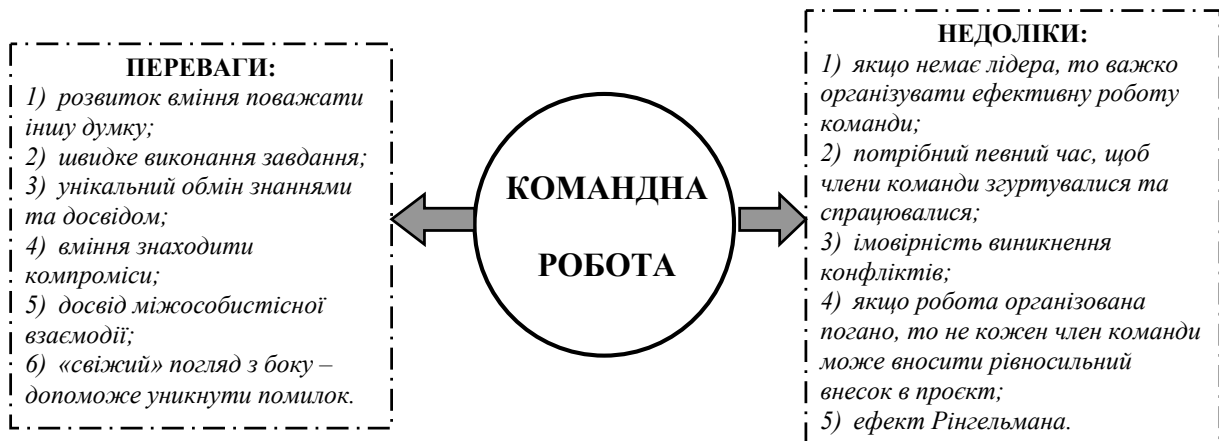 ПЕРЕВАГИ:
1) розвиток вміння поважати
іншу думку;
2) швидке виконання завдання;
3) унікальний обмін знаннями
та досвідом;
4) вміння знаходити
компроміси;
5) досвід міжособистісної
взаємодії;
6) «свіжий» погляд з боку –
допоможе уникнути помилок.
КОМАНДНА
РОБОТА
НЕДОЛІКИ:
1) якщо немає лідера, то важко
організувати ефективну роботу
команди;
2) потрібний певний час, щоб
члени команди згуртувалися та
спрацювалися;
3) імовірність виникнення
конфліктів;
4) якщо робота організована
погано, то не кожен член команди
може вносити рівносильний
внесок в проєкт;
5) ефект Рінгельмана.